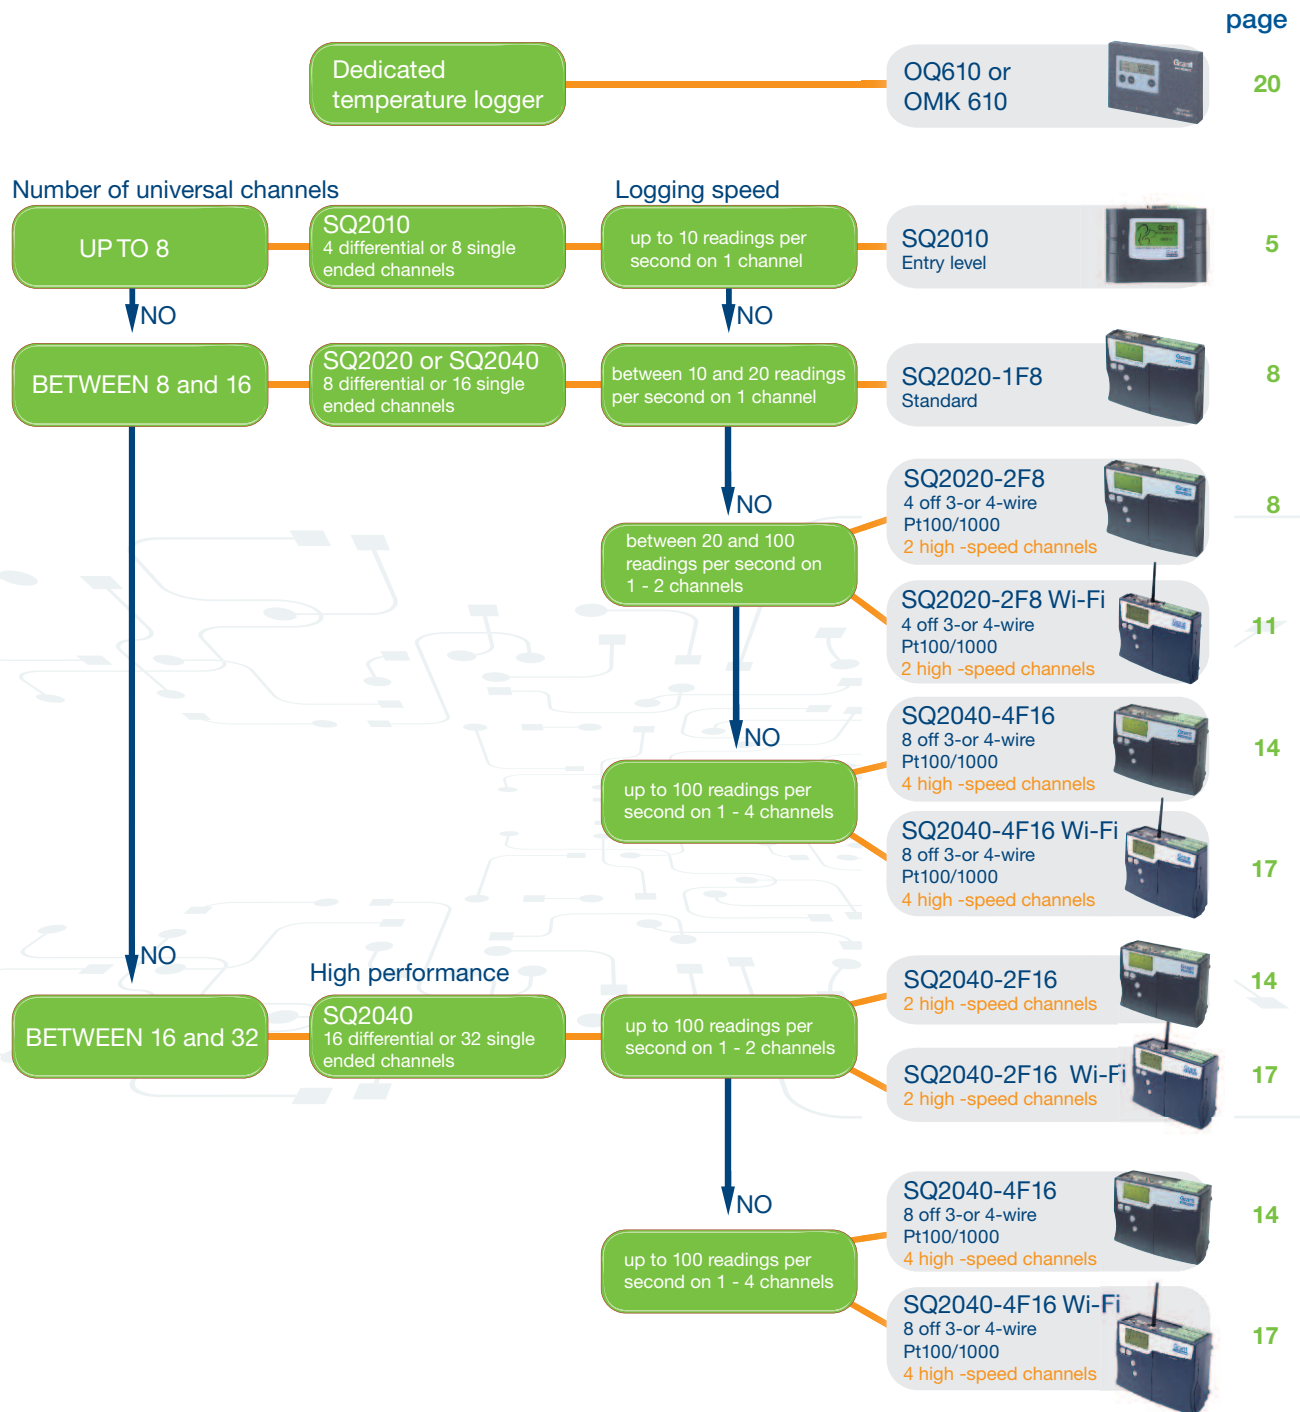 page
Dedicated
temperature logger
OQ610 or
OMK 610
20
Number of universal channels
Logging speed
UP TO 8
SQ2010
4 differential or 8 single
ended channels
up to 10 readings per
second on 1 channel
SQ2010
Entry level
5
NO
NO
BETWEEN 8 and 16
SQ2020 or SQ2040
8 differential or 16 single
ended channels
between 10 and 20 readings
per second on 1 channel
SQ2020-1F8
Standard
8
NO
between 20 and 100
readings per second on
1 - 2 channels
SQ2020-2F8
4 off 3-or 4-wire
Pt100/1000
2 high -speed channels
8
SQ2020-2F8 Wi-Fi
4 off 3-or 4-wire
Pt100/1000
2 high -speed channels
11
NO
up to 100 readings per
second on 1 - 4 channels
SQ2040-4F16
8 off 3-or 4-wire
Pt100/1000
4 high -speed channels
14
SQ2040-4F16 Wi-Fi
8 off 3-or 4-wire
Pt100/1000
4 high -speed channels
17
NO
High performance
BETWEEN 16 and 32
SQ2040
16 differential or 32 single
ended channels
up to 100 readings per
second on 1 - 2 channels
SQ2040-2F16
2 high -speed channels
14
SQ2040-2F16 Wi-Fi
2 high -speed channels
17
NO
up to 100 readings per
second on 1 - 4 channels
SQ2040-4F16
8 off 3-or 4-wire
Pt100/1000
4 high -speed channels
14
SQ2040-4F16 Wi-Fi
8 off 3-or 4-wire
Pt100/1000
4 high -speed channels
17